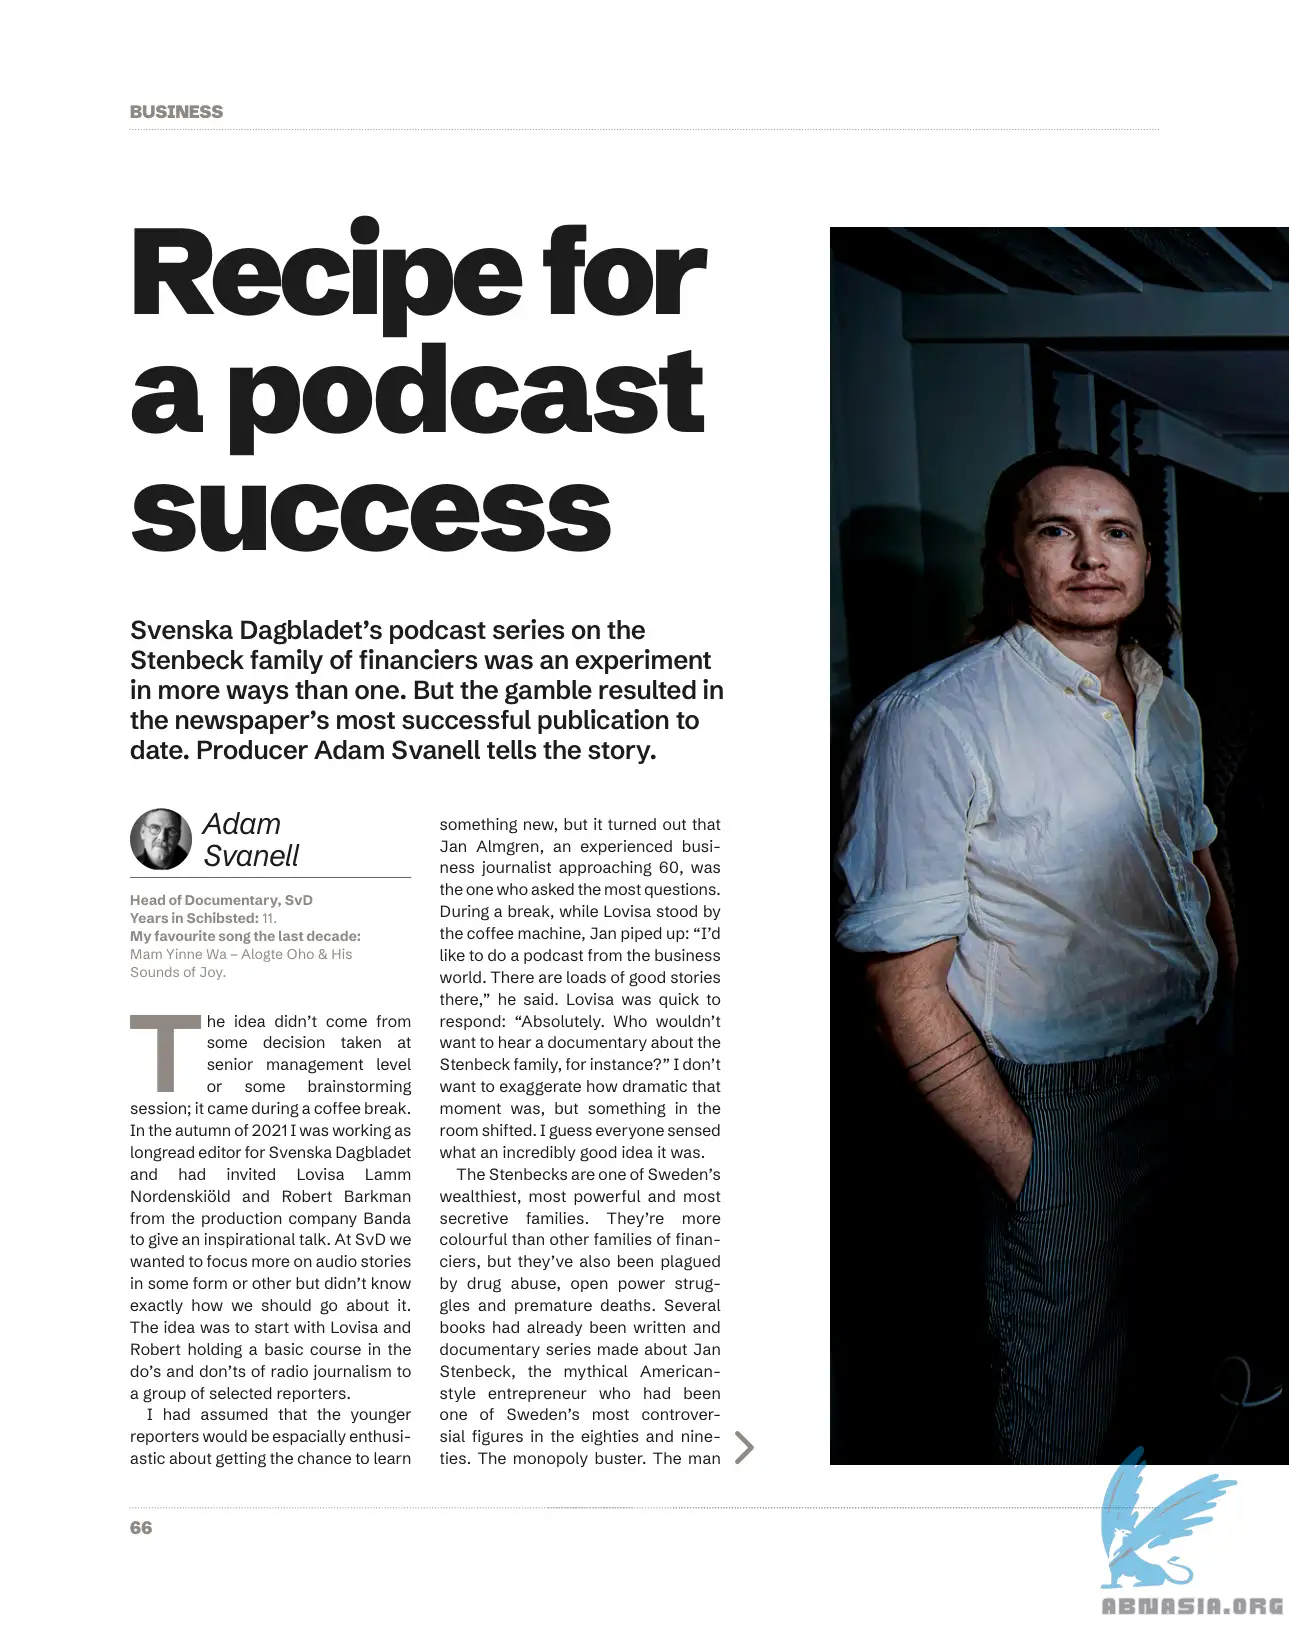 BUSINESS
Recipe for
a podcast
success
Svenska Dagbladet’s podcast series on the
Stenbeck family of financiers was an experiment
in more ways than one. But the gamble resulted in
the newspaper’s most successful publication to
date. Producer Adam Svanell tells the story.
Adam
Svanell
Head of Documentary, SvD
Years in Schibsted: 11.
My favourite song the last decade:
Mam Yinne Wa – Alogte Oho & His
Sounds of Joy.
The idea didn’t come from
some decision taken at
senior management level
or some brainstorming
session; it came during a coffee break.
In the autumn of 2021 I was working as
longread editor for Svenska Dagbladet
and had invited Lovisa Lamm
Nordenskiöld and Robert Barkman
from the production company Banda
to give an inspirational talk. At SvD we
wanted to focus more on audio stories
in some form or other but didn’t know
exactly how we should go about it.
The idea was to start with Lovisa and
Robert holding a basic course in the
do’s and don’ts of radio journalism to
a group of selected reporters.
I had assumed that the younger
reporters would be espacially enthusi-
astic about getting the chance to learn
something new, but it turned out that
Jan Almgren, an experienced busi-
ness journalist approaching 60, was
the one who asked the most questions.
During a break, while Lovisa stood by
the coffee machine, Jan piped up: “I’d
like to do a podcast from the business
world. There are loads of good stories
there,” he said. Lovisa was quick to
respond: “Absolutely. Who wouldn’t
want to hear a documentary about the
Stenbeck family, for instance?” I don’t
want to exaggerate how dramatic that
moment was, but something in the
room shifted. I guess everyone sensed
what an incredibly good idea it was.
The Stenbecks are one of Sweden’s
wealthiest, most powerful and most
secretive families. They’re more
colourful than other families of finan-
ciers, but they’ve also been plagued
by drug abuse, open power strug-
gles and premature deaths. Several
books had already been written and
documentary series made about Jan
Stenbeck, the mythical American-
style entrepreneur who had been
one of Sweden’s most controver-
sial figures in the eighties and nine-
ties. The monopoly buster. The man
66
ABNASIA.ORG